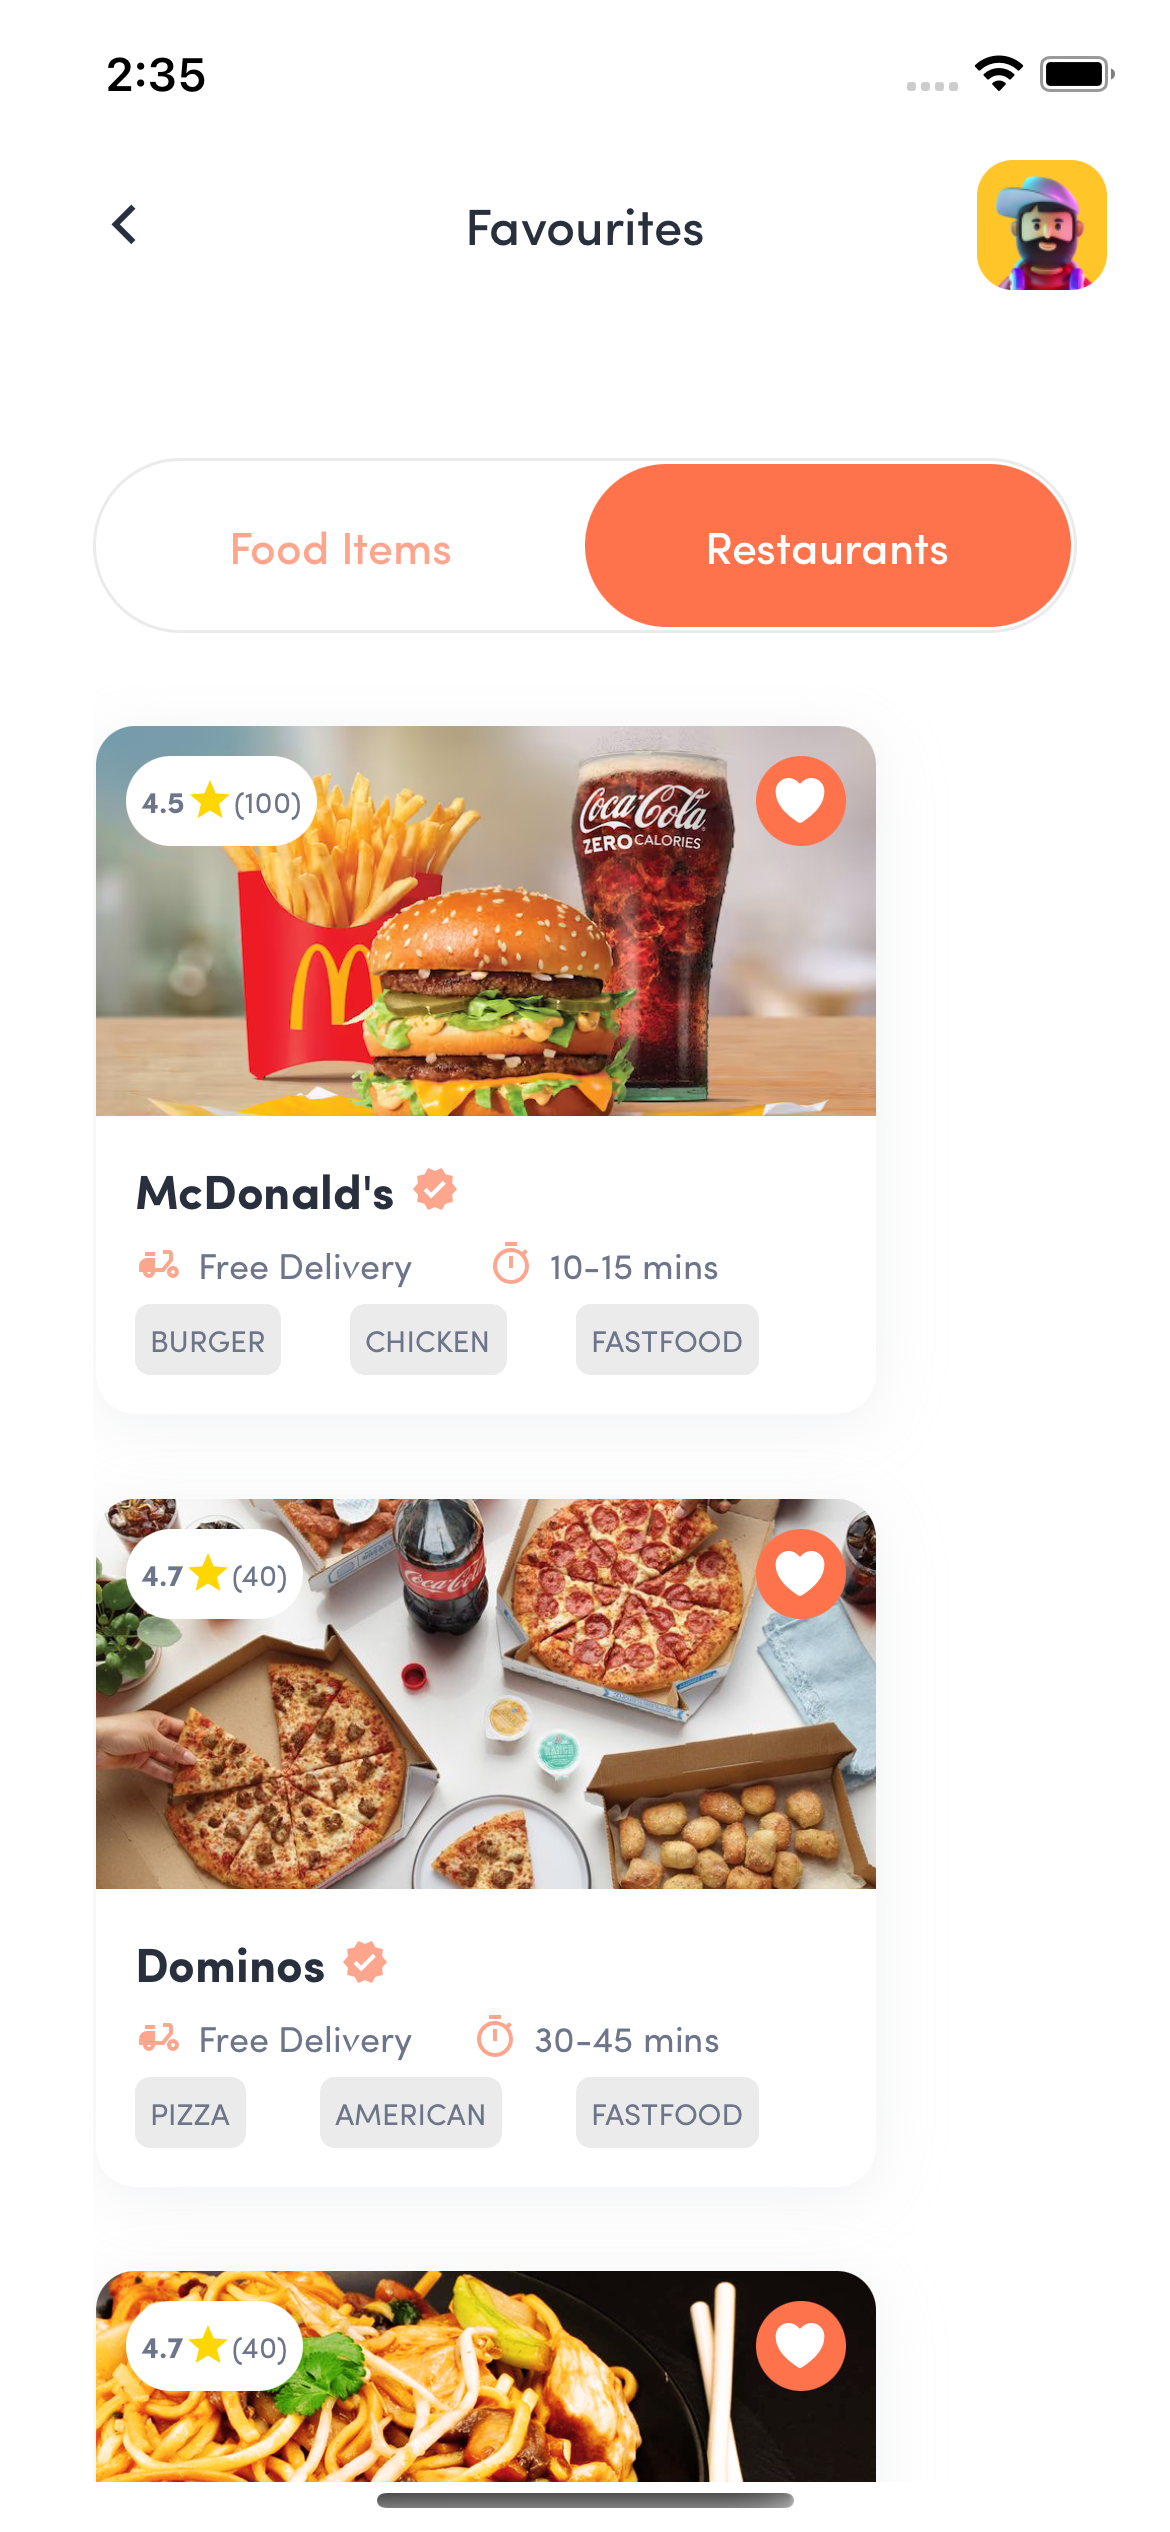 2:35
Favourites
Food Items
Restaurants
4.5 (100)
Coca-Cola
ZERO CALORIES
McDonald's
Free Delivery 10-15 mins
BURGER CHICKEN FASTFOOD
4.7 (40)
Coca-Cola
RANCH
Dominos
Free Delivery 30-45 mins
PIZZA AMERICAN FASTFOOD
4.7 (40)